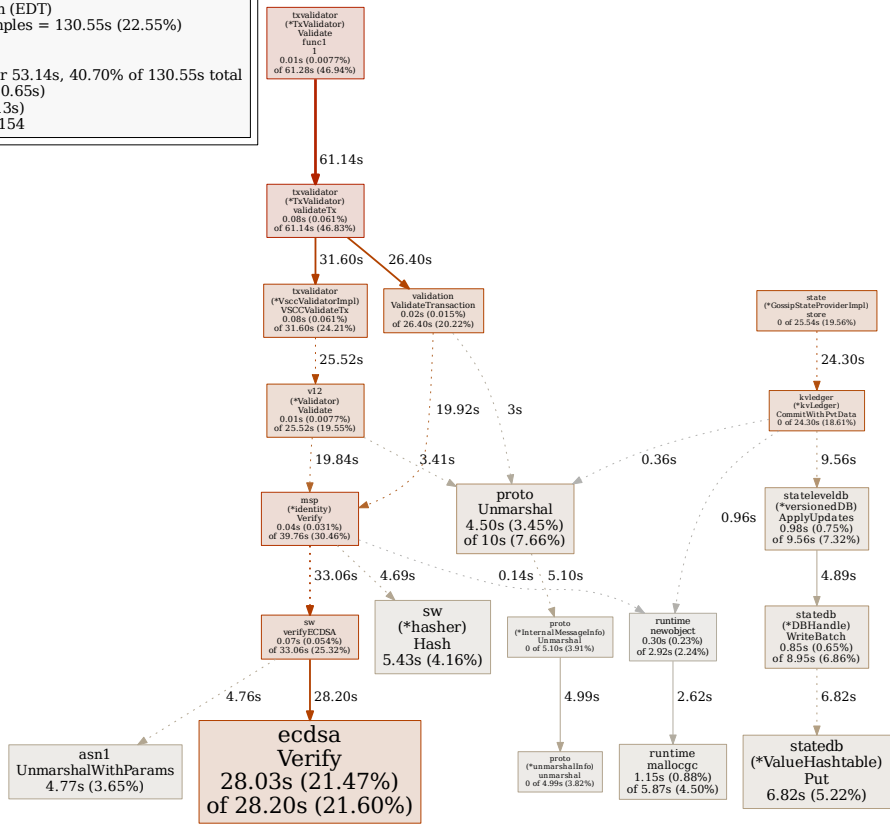 n (EDT)
nples = 130.55s (22.55%)
r 53.14s, 40.70% of 130.55s total
0.65s)
13s)
154
txvalidator
(*TxValidator)
Validate
func1
1
0.01s (0.0077%)
of 61.28s (46.94%)
61.14s
txvalidator
(*TxValidator)
validateTx
0.08s (0.061%)
of 61.14s (46.83%)
31.60s
26.40s
txvalidator
(*VsccValidatorImpl)
VSCCValidateTx
0.08s (0.061%)
of 31.60s (24.21%)
validation
ValidateTransaction
0.02s (0.015%)
of 26.40s (20.22%)
state
(*GossipStateProviderImpl)
store
0 of 25.54s (19.56%)
25.52s
24.30s
v12
(*Validator)
Validate
0.01s (0.0077%)
of 25.52s (19.55%)
19.92s
3s
kvledger
(*kvLedger)
CommitWithPvtData
0 of 24.30s (18.61%)
19.84s
3.41s
0.36s
9.56s
msp
(*identity)
Verify
0.04s (0.031%)
of 39.76s (30.46%)
proto
Unmarshal
4.50s (3.45%)
of 10s (7.66%)
0.96s
stateleveldb
(*versionedDB)
ApplyUpdates
0.98s (0.75%)
of 9.56s (7.32%)
33.06s
4.69s
0.14s
5.10s
4.89s
sw
verifyECDSA
0.07s (0.054%)
of 33.06s (25.32%)
sw
(*hasher)
Hash
5.43s (4.16%)
proto
(*InternalMessageInfo)
Unmarshal
0 of 5.10s (3.91%)
runtime
newobject
0.30s (0.23%)
of 2.92s (2.24%)
statedb
(*DBHandle)
WriteBatch
0.85s (0.65%)
of 8.95s (6.86%)
4.76s
28.20s
4.99s
2.62s
6.82s
asn1
UnmarshalWithParams
4.77s (3.65%)
ecdsa
Verify
28.03s (21.47%)
of 28.20s (21.60%)
proto
(*unmarshalInfo)
unmarshal
0 of 4.99s (3.82%)
runtime
mallocgc
1.15s (0.88%)
of 5.87s (4.50%)
statedb
(*ValueHashtable)
Put
6.82s (5.22%)